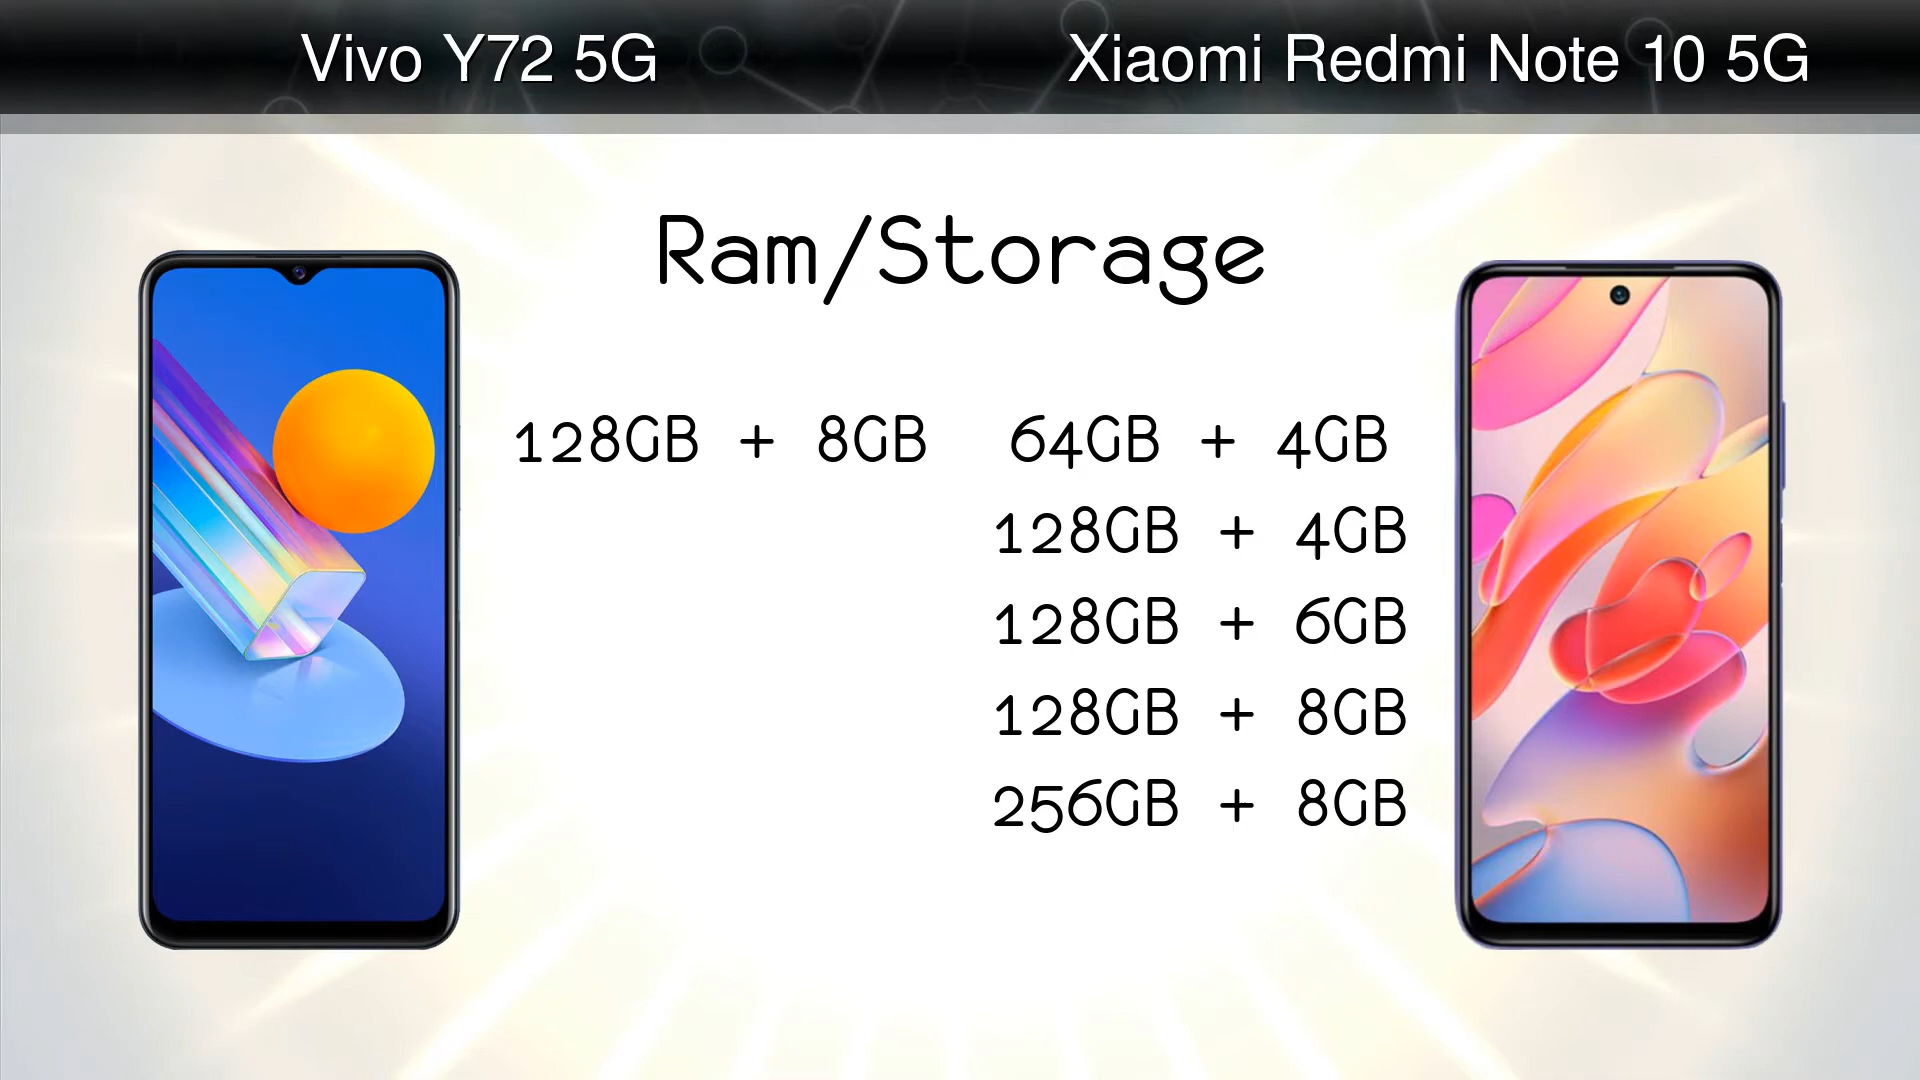 Vivo Y72 5G
Xiaomi Redmi Note 10 5G
Ram/Storage
128GB + 8GB
64GB + 4GB
128GB + 4GB
128GB + 6GB
128GB + 8GB
256GB + 8GB